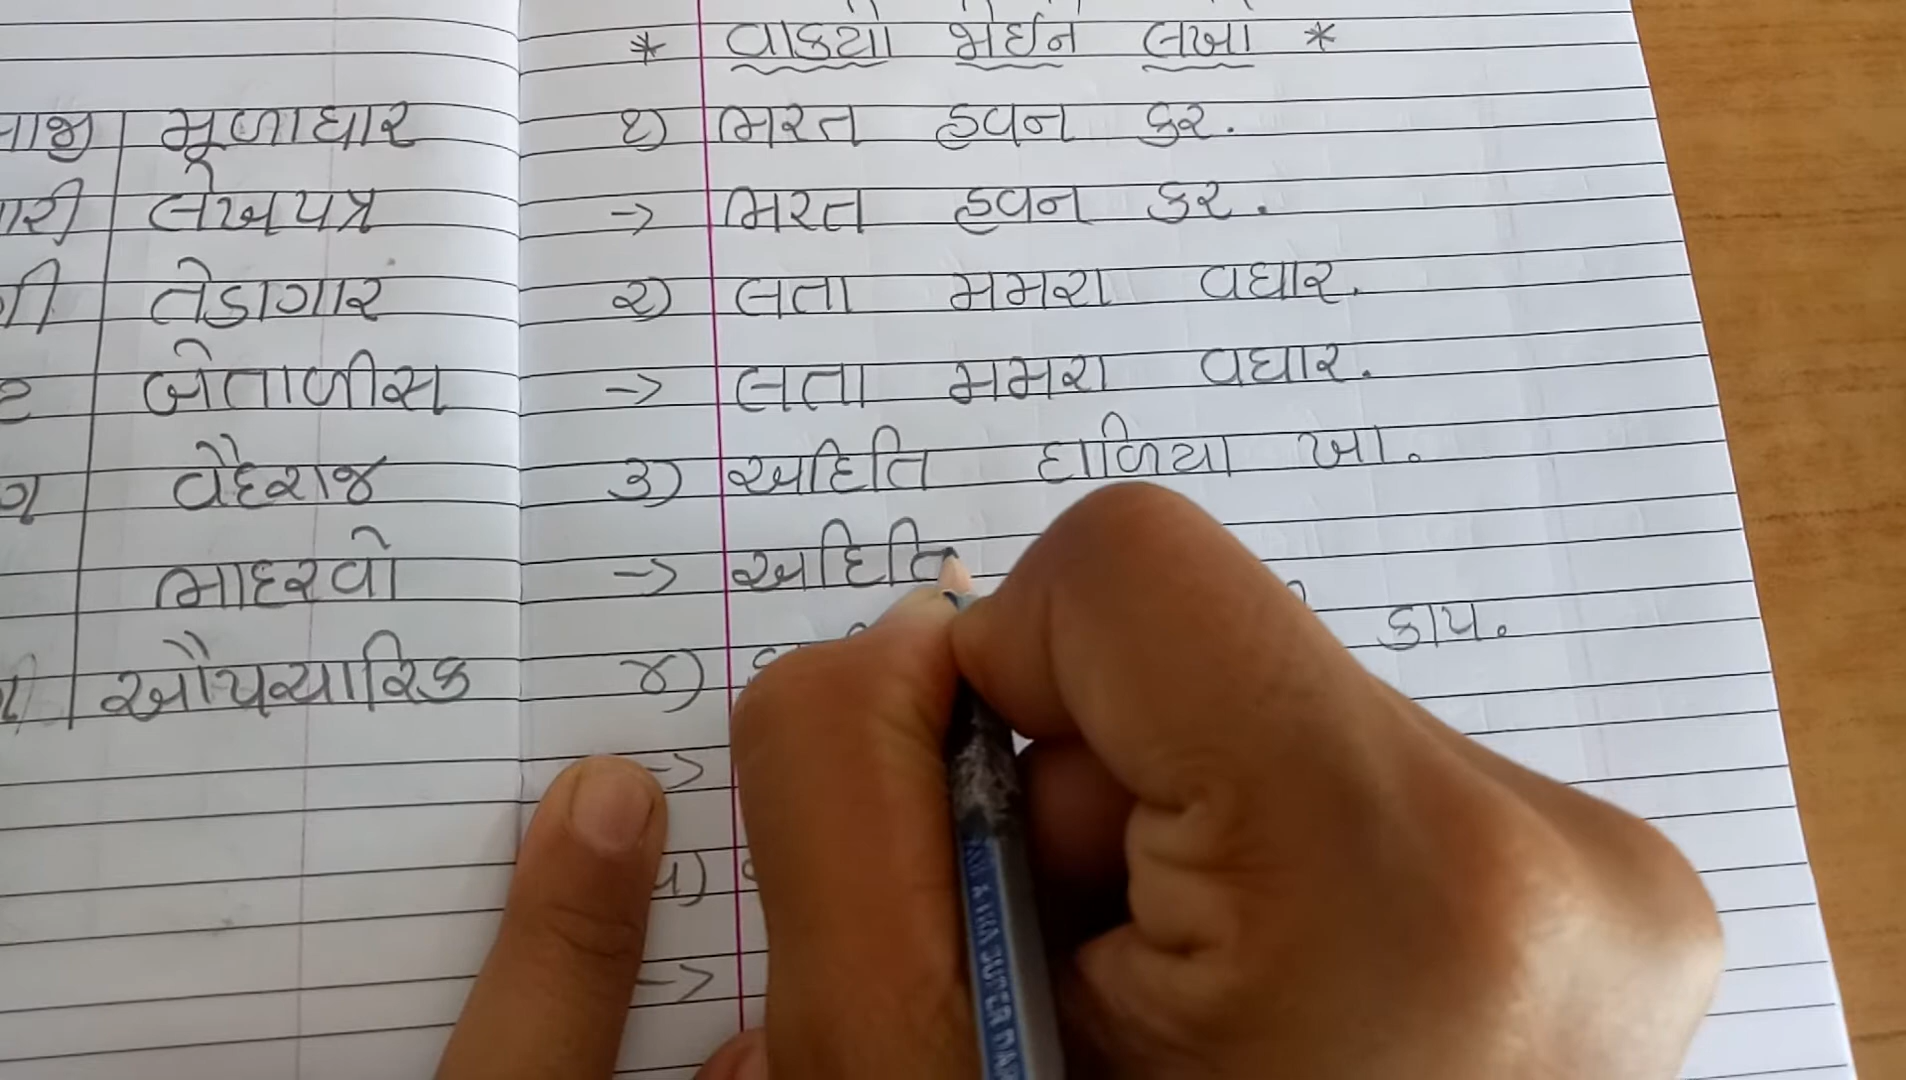 મૂળાધાર
લેખપત્ર
તેડાગાર
બેતાળીસ
વૈદરાજ
ભાદરવો
ઔપચારિક
* વાક્યો જોઈને લખો *
૧) ભરત હવન કર.
-> ભરત હવન કર.
૨) લતા મમરા વઘાર.
-> લતા મમરા વઘાર.
૩) અદિતિ દાળિયા ખા.
-> અદિતિ
૪) કાપ.
->
૫)
->